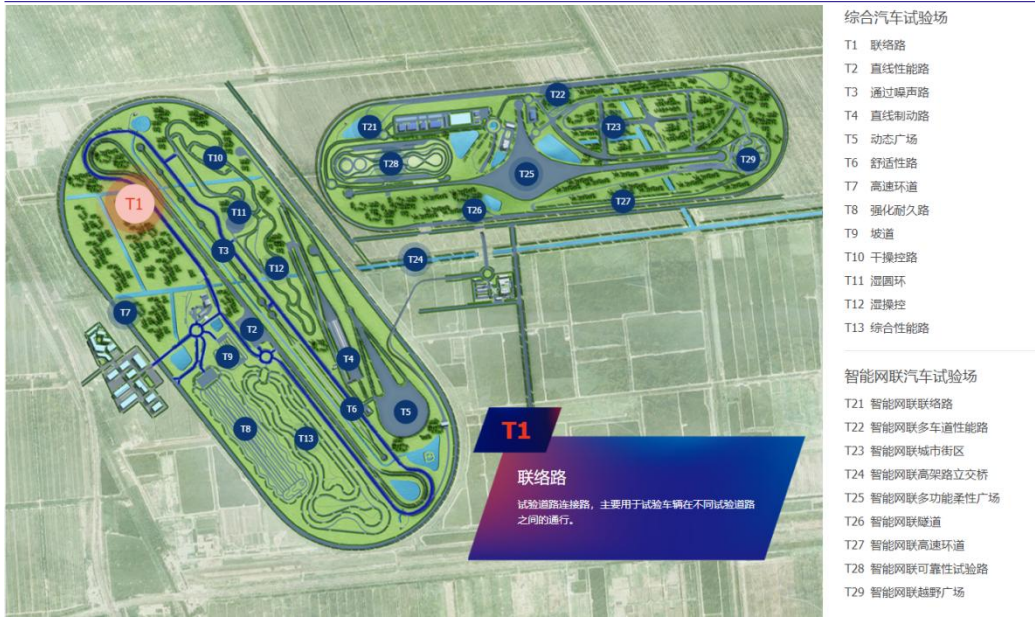 T1
T2
T3
T4
T5
T6
T7
T8
T9
T10
T11
T12
T13
T21
T22
T23
T24
T25
T26
T27
T28
T29
T1
联络路
试验道路连接路，主要用于试验车辆在不同试验道路
之间的通行。
综合汽车试验场
T1 联络路
T2 直线性能路
T3 通过噪声路
T4 直线制动路
T5 动态广场
T6 舒适性路
T7 高速环道
T8 强化耐久路
T9 坡道
T10 干操控路
T11 湿圆环
T12 湿操控
T13 综合性能路
智能网联汽车试验场
T21 智能网联联络路
T22 智能网联多车道性能路
T23 智能网联城市街区
T24 智能网联高架路立交桥
T25 智能网联多功能柔性广场
T26 智能网联隧道
T27 智能网联高速环道
T28 智能网联可靠性试验路
T29 智能网联越野广场